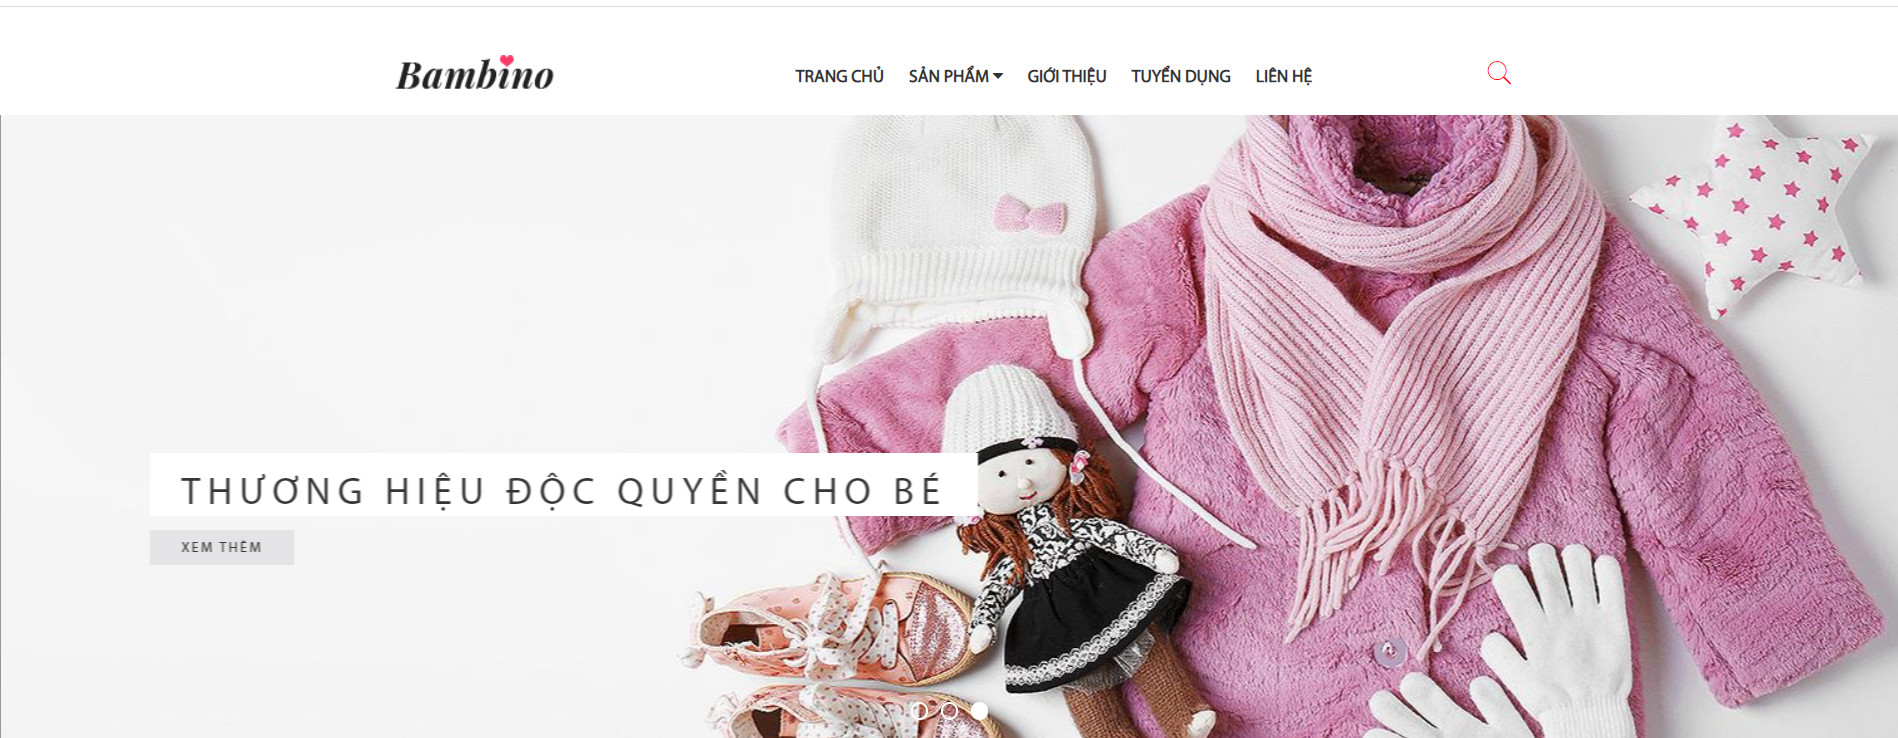 Bambino
TRANG CHỦ SẢN PHẨM GIỚI THIỆU TUYỂN DỤNG LIÊN HỆ
THƯƠNG HIỆU ĐỘC QUYỀN CHO BÉ
XEM THÊM